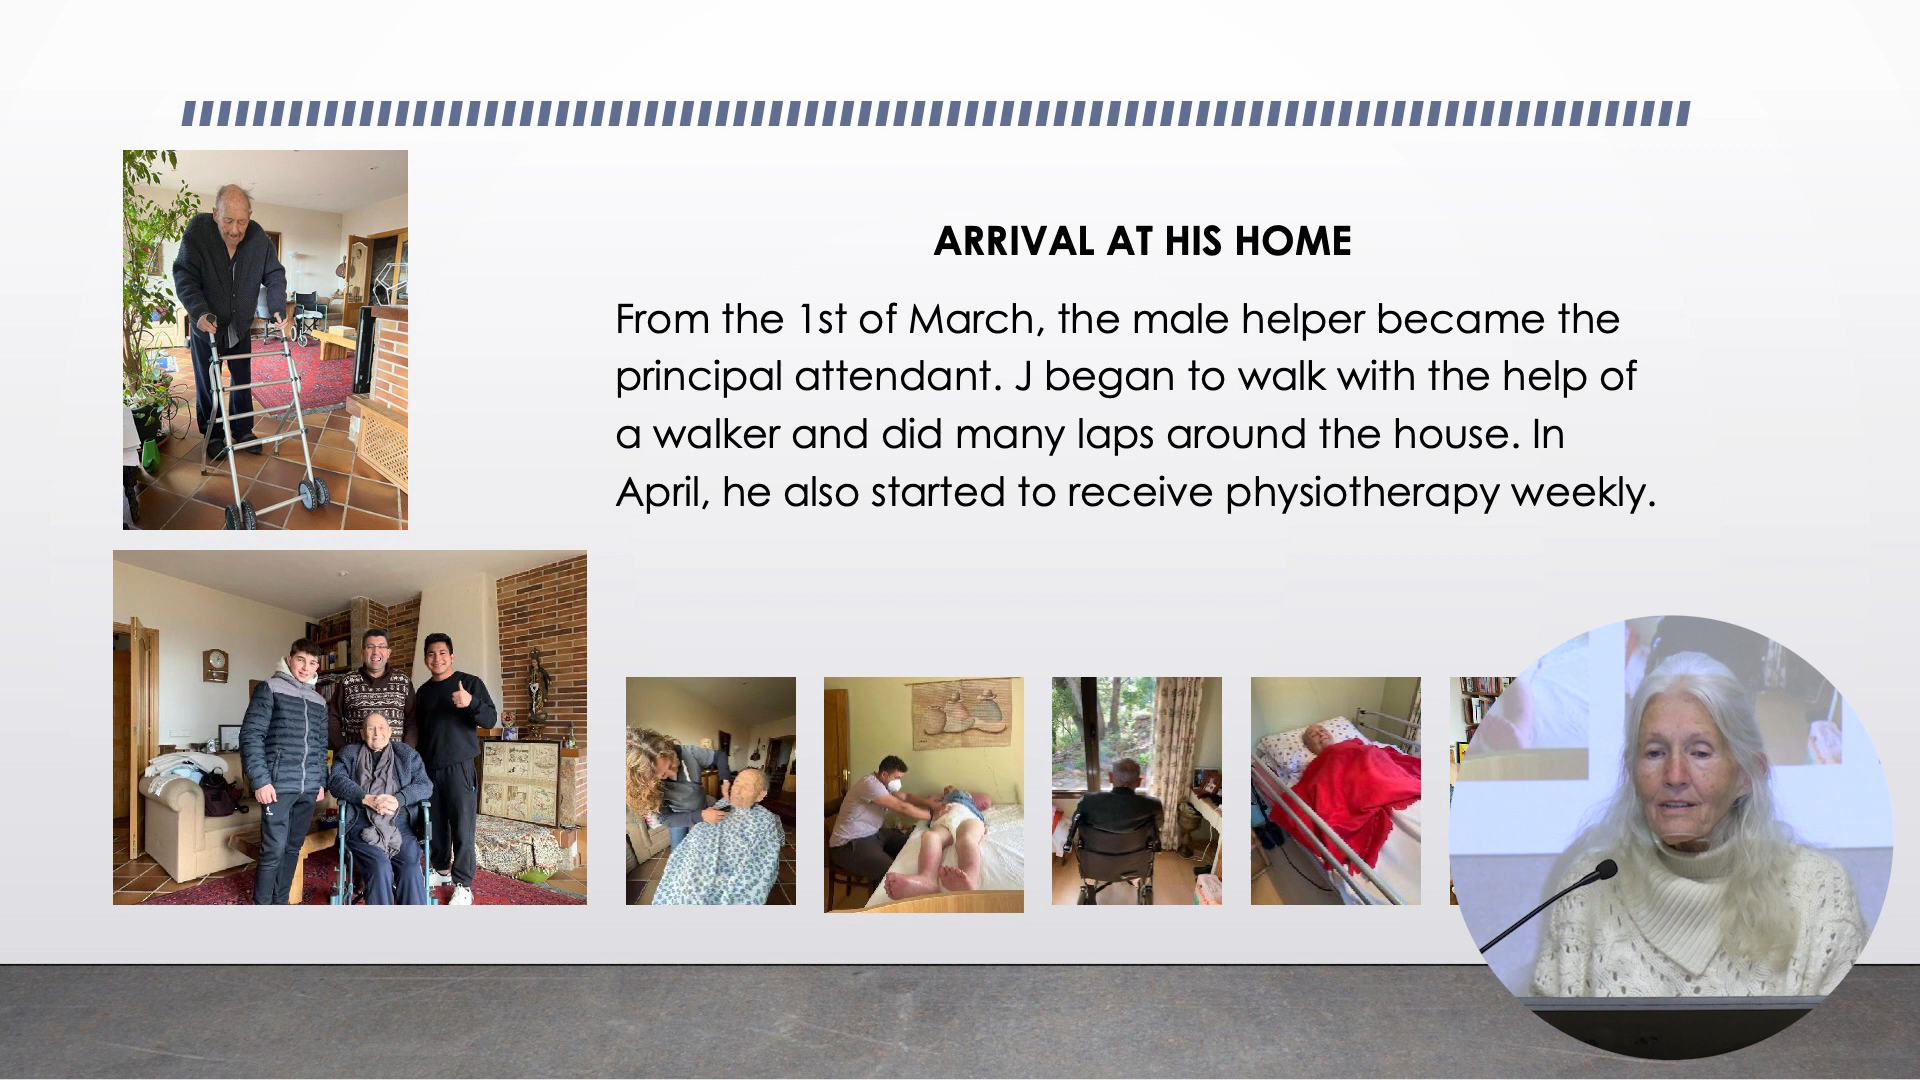 ARRIVAL AT HIS HOME
From the 1st of March, the male helper became the
principal attendant. J began to walk with the help of
a walker and did many laps around the house. In
April, he also started to receive physiotherapy weekly.